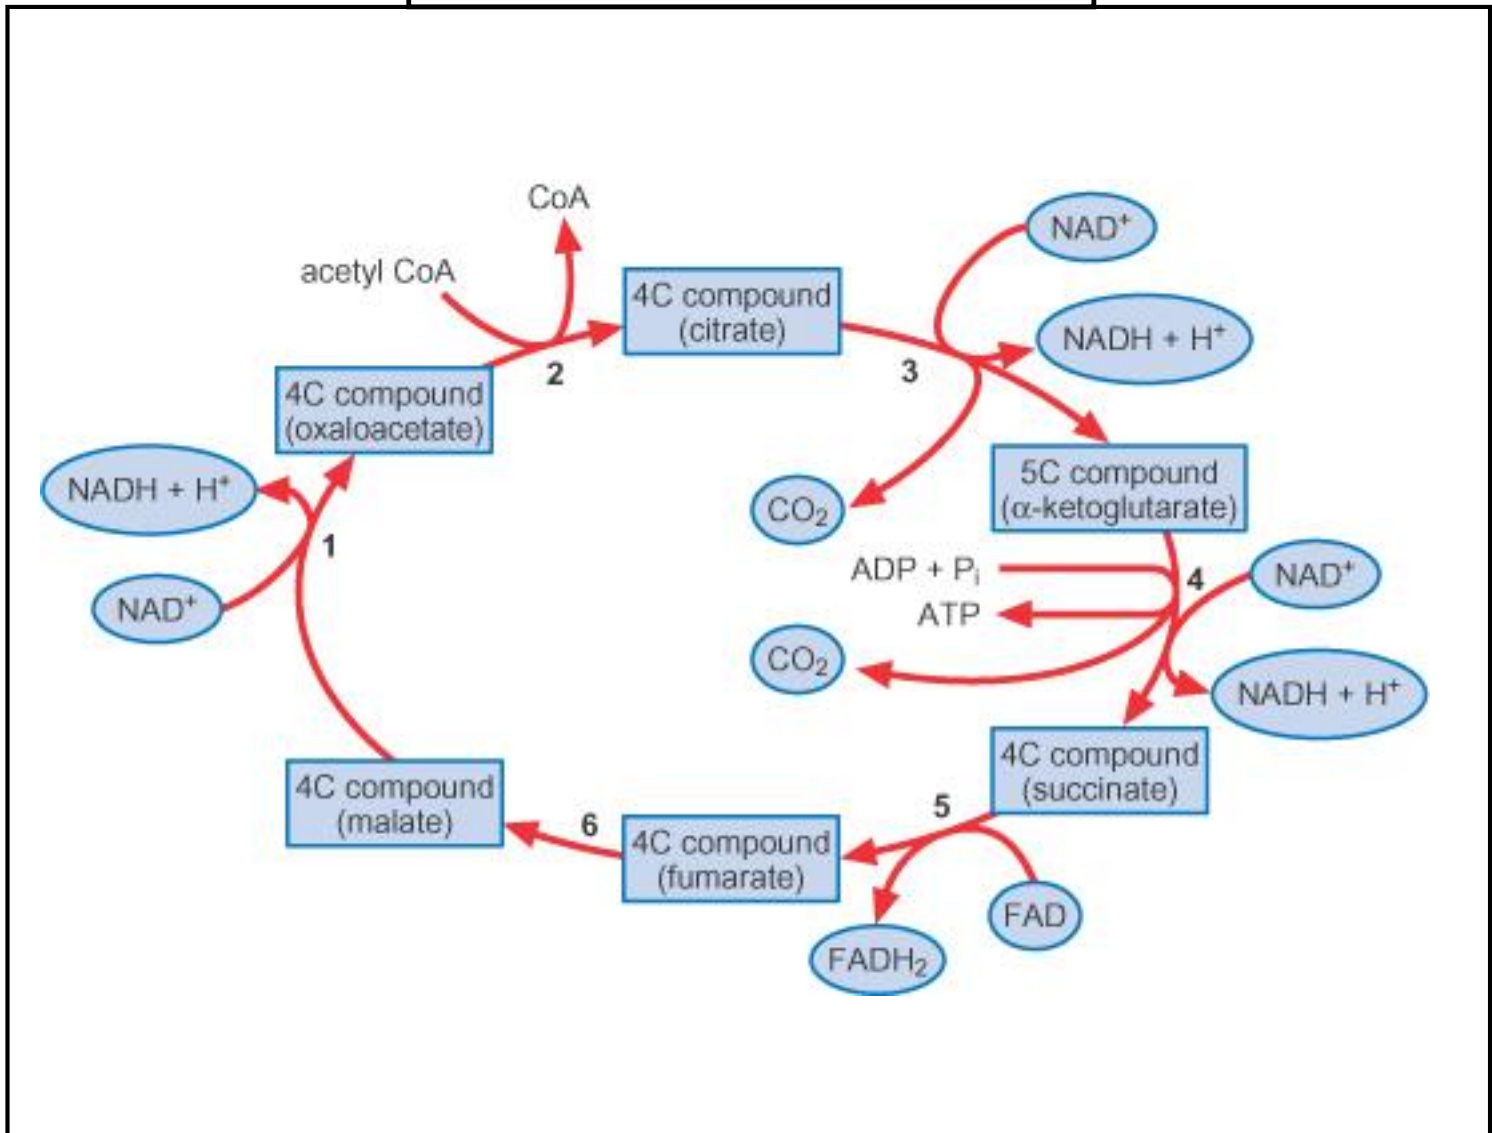 CoA
NAD⁺
acetyl CoA
4C compound
(citrate)
NADH + H⁺
2
3
4C compound
(oxaloacetate)
5C compound
(α-ketoglutarate)
NADH + H⁺
CO₂
1
ADP + Pᵢ
4
NAD⁺
NAD⁺
ATP
CO₂
NADH + H⁺
4C compound
(succinate)
4C compound
(malate)
5
6
4C compound
(fumarate)
FAD
FADH₂